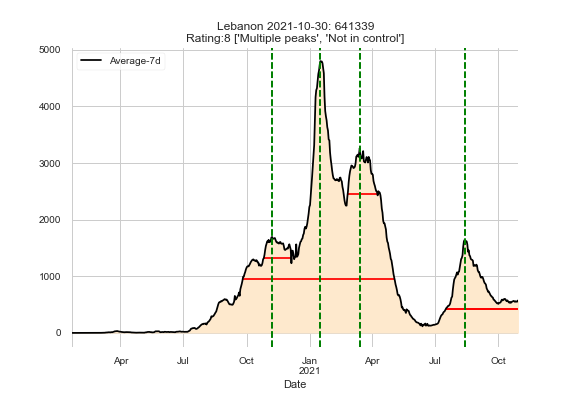 Lebanon 2021-10-30: 641339
Rating:8 ['Multiple peaks', 'Not in control']
Average-7d
5000
4000
3000
2000
1000
0
Apr Jul Oct Jan Apr Jul Oct
2021
Date